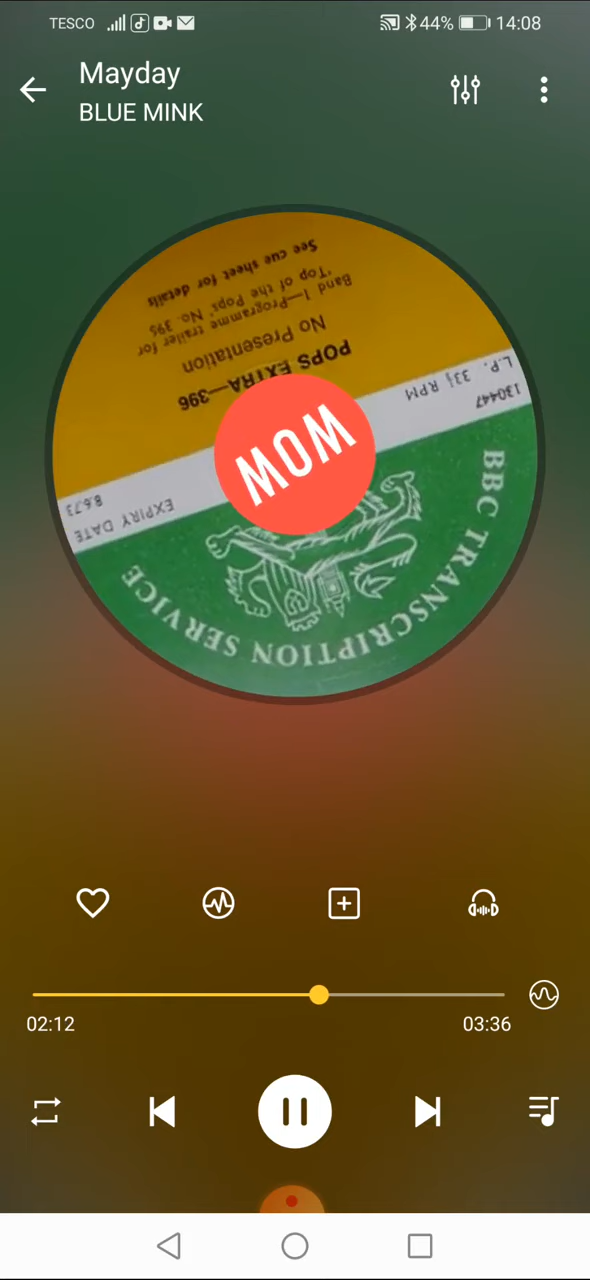 TESCO
44%
14:08
Mayday
BLUE MINK
See cue sheet for details
'Top of the Pops' No. 395
Band 1—Programme trailer for
No Presentation
POPS EXTRA—396
L.P. 33⅓ RPM
130447
EXPIRY DATE
8.6.73
WOW
BBC TRANSCRIPTION SERVICE
02:12
03:36